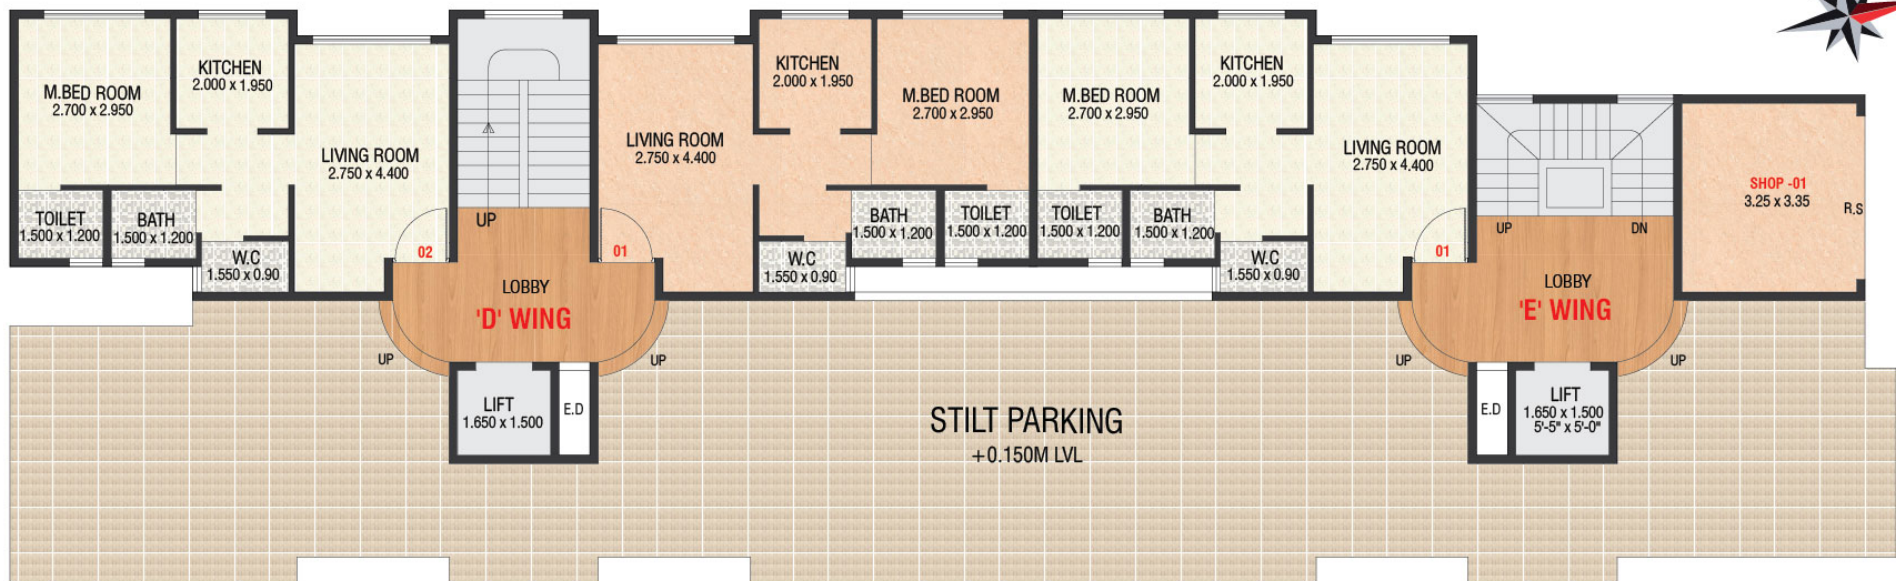 M.BED ROOM
2.700 x 2.950
KITCHEN
2.000 x 1.950
LIVING ROOM
2.750 x 4.400
TOILET
1.500 x 1.200
BATH
1.500 x 1.200
W.C
1.550 x 0.90
02
UP
LOBBY
'D' WING
UP
UP
LIFT
1.650 x 1.500
E.D
01
LIVING ROOM
2.750 x 4.400
KITCHEN
2.000 x 1.950
M.BED ROOM
2.700 x 2.950
W.C
1.550 x 0.90
BATH
1.500 x 1.200
TOILET
1.500 x 1.200
M.BED ROOM
2.700 x 2.950
KITCHEN
2.000 x 1.950
LIVING ROOM
2.750 x 4.400
TOILET
1.500 x 1.200
BATH
1.500 x 1.200
W.C
1.550 x 0.90
01
UP
DN
LOBBY
'E' WING
UP
UP
E.D
LIFT
1.650 x 1.500
5'-5" x 5'-0"
SHOP -01
3.25 x 3.35
R.S
STILT PARKING
+0.150M LVL